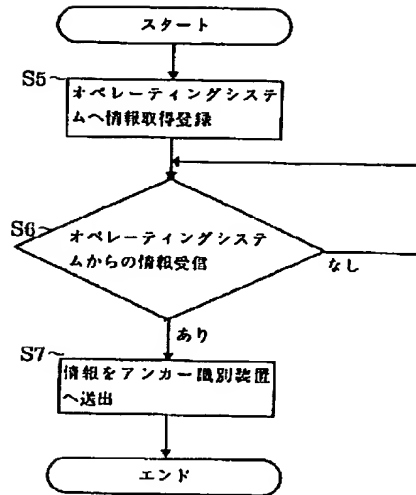 スタート
S5~
オペレーティングシステ
ムへ情報取得登録
S6~
オペレーティングシステ
ムからの情報受信
なし
あり
S7~
情報をアンカー識別装置
へ送出
エンド